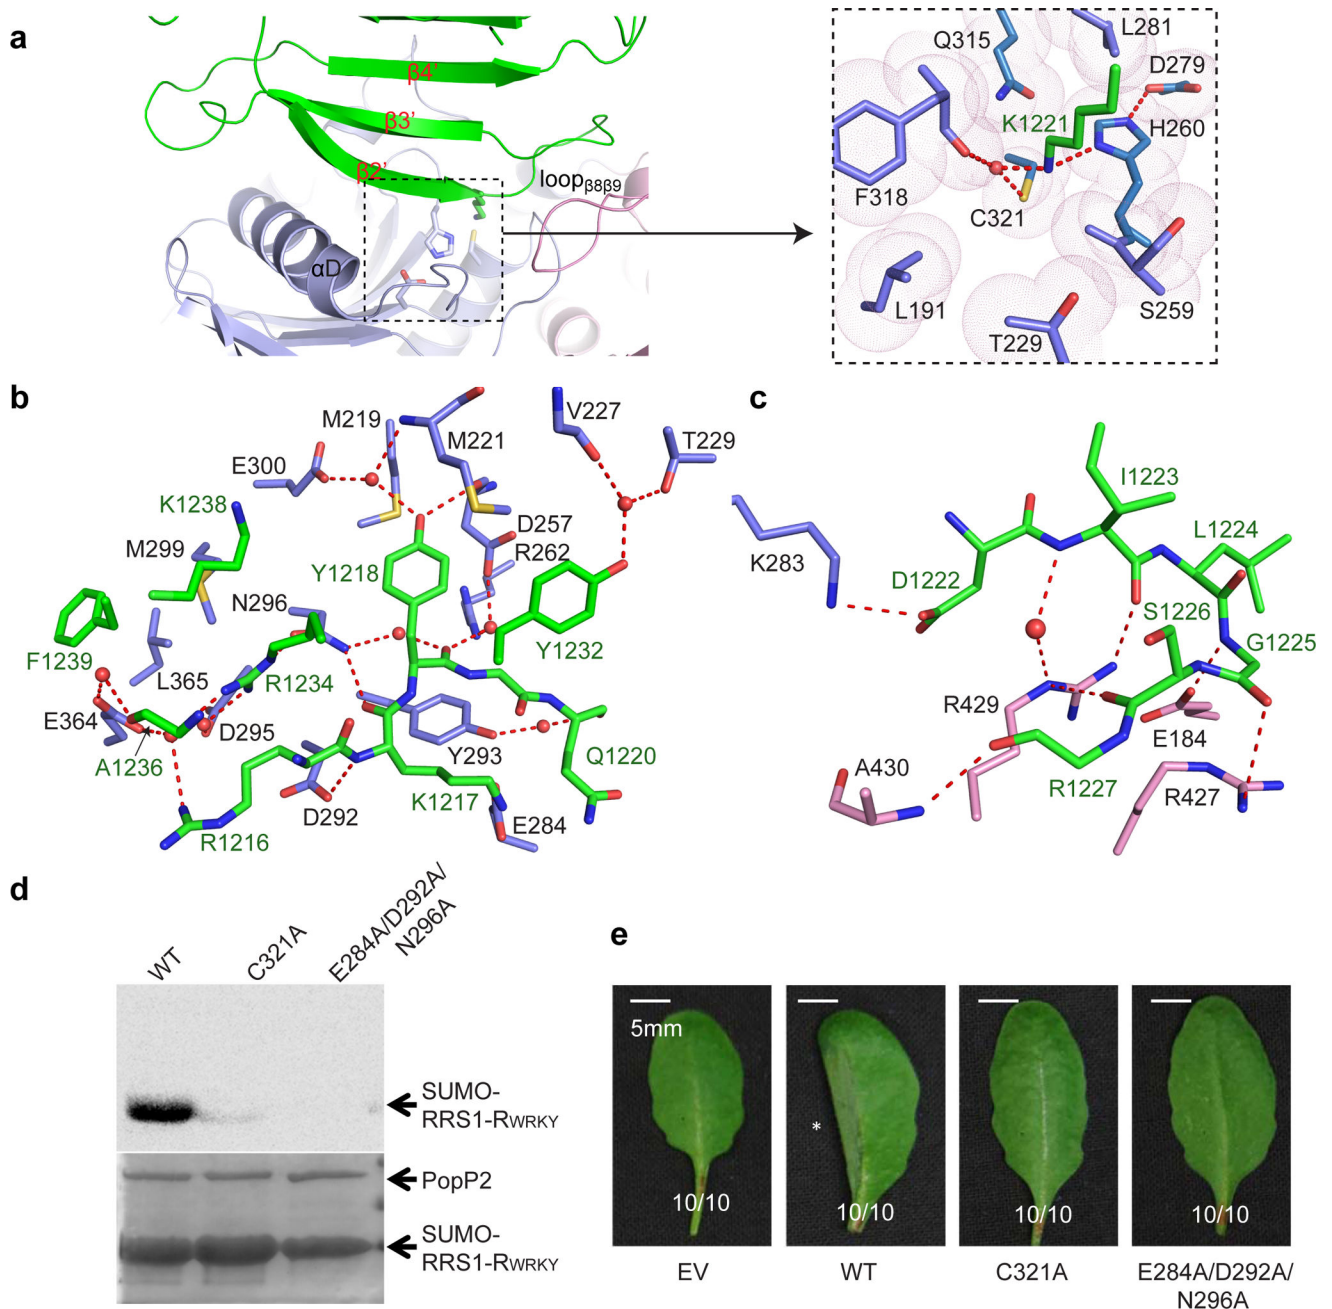 a
β4'
β3'
β2'
αD
loopβ8β9
Q315
L281
D279
K1221
H260
F318
C321
L191
S259
T229
b
M219
M221
V227
T229
E300
K1238
D257
M299
R262
Y1218
N296
F1239
R1234
Y1232
L365
E364
D295
Y293
A1236
Q1220
K1217
D292
E284
R1216
c
I1223
L1224
K283
D1222
S1226
G1225
R429
E184
A430
R1227
R427
d
WT
C321A
E284A/D292A/
N296A
SUMO-
RRS1-RWRKY
PopP2
SUMO-
RRS1-RWRKY
e
5mm
*
10/10
10/10
10/10
10/10
EV
WT
C321A
E284A/D292A/
N296A